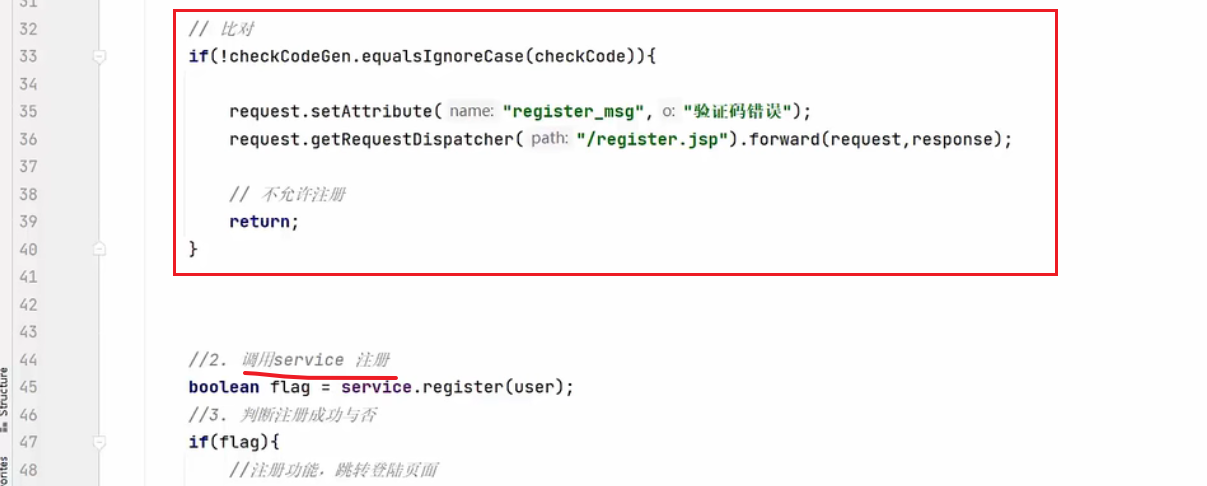 31
32 // 比对
33 if(!checkCodeGen.equalsIgnoreCase(checkCode)){
34
35 request.setAttribute( name: "register_msg", o: "验证码错误");
36 request.getRequestDispatcher( path: "/register.jsp").forward(request,response);
37
38 // 不允许注册
39 return;
40 }
41
42
43
44 //2. 调用service 注册
45 boolean flag = service.register(user);
46 //3. 判断注册成功与否
47 if(flag){
48 //注册功能，跳转登陆页面
Structure